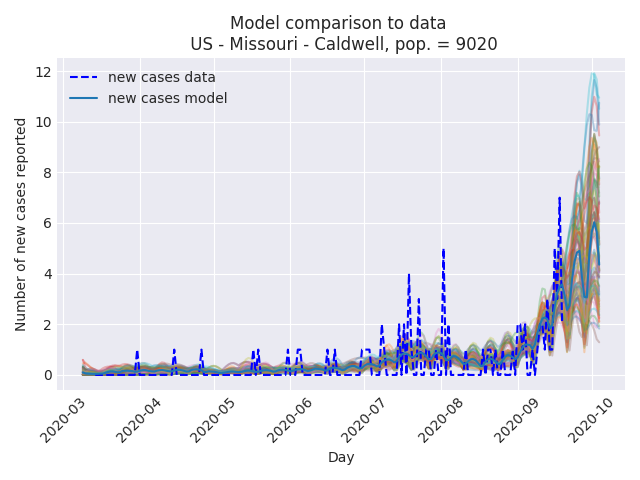 Model comparison to data
US - Missouri - Caldwell, pop. = 9020
new cases data
new cases model
Number of new cases reported
12
10
8
6
4
2
0
2020-03
2020-04
2020-05
2020-06
2020-07
2020-08
2020-09
2020-10
Day